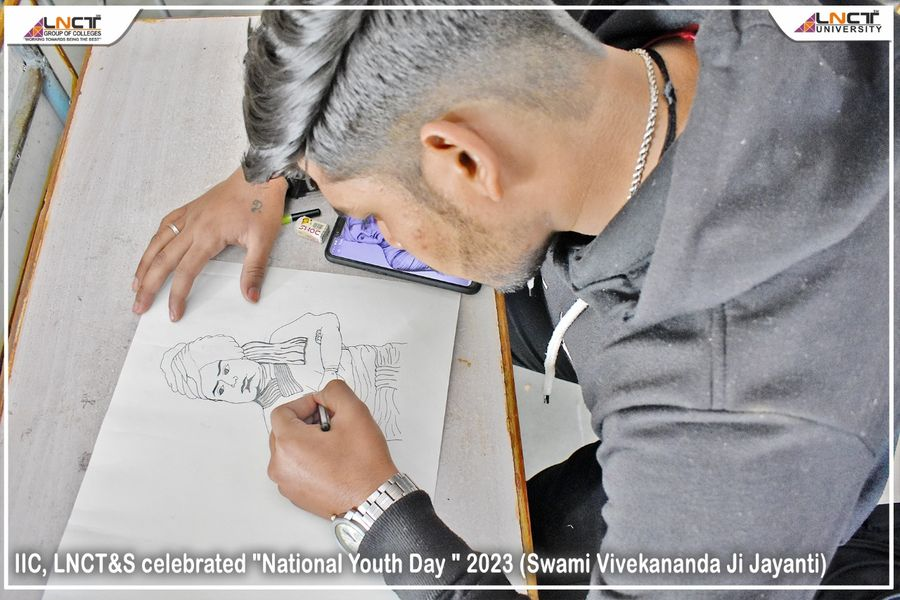 LNCT
GROUP OF COLLEGES
"WORKING TOWARDS BEING THE BEST"
LNCT
UNIVERSITY
IIC, LNCT&S celebrated "National Youth Day " 2023 (Swami Vivekananda Ji Jayanti)